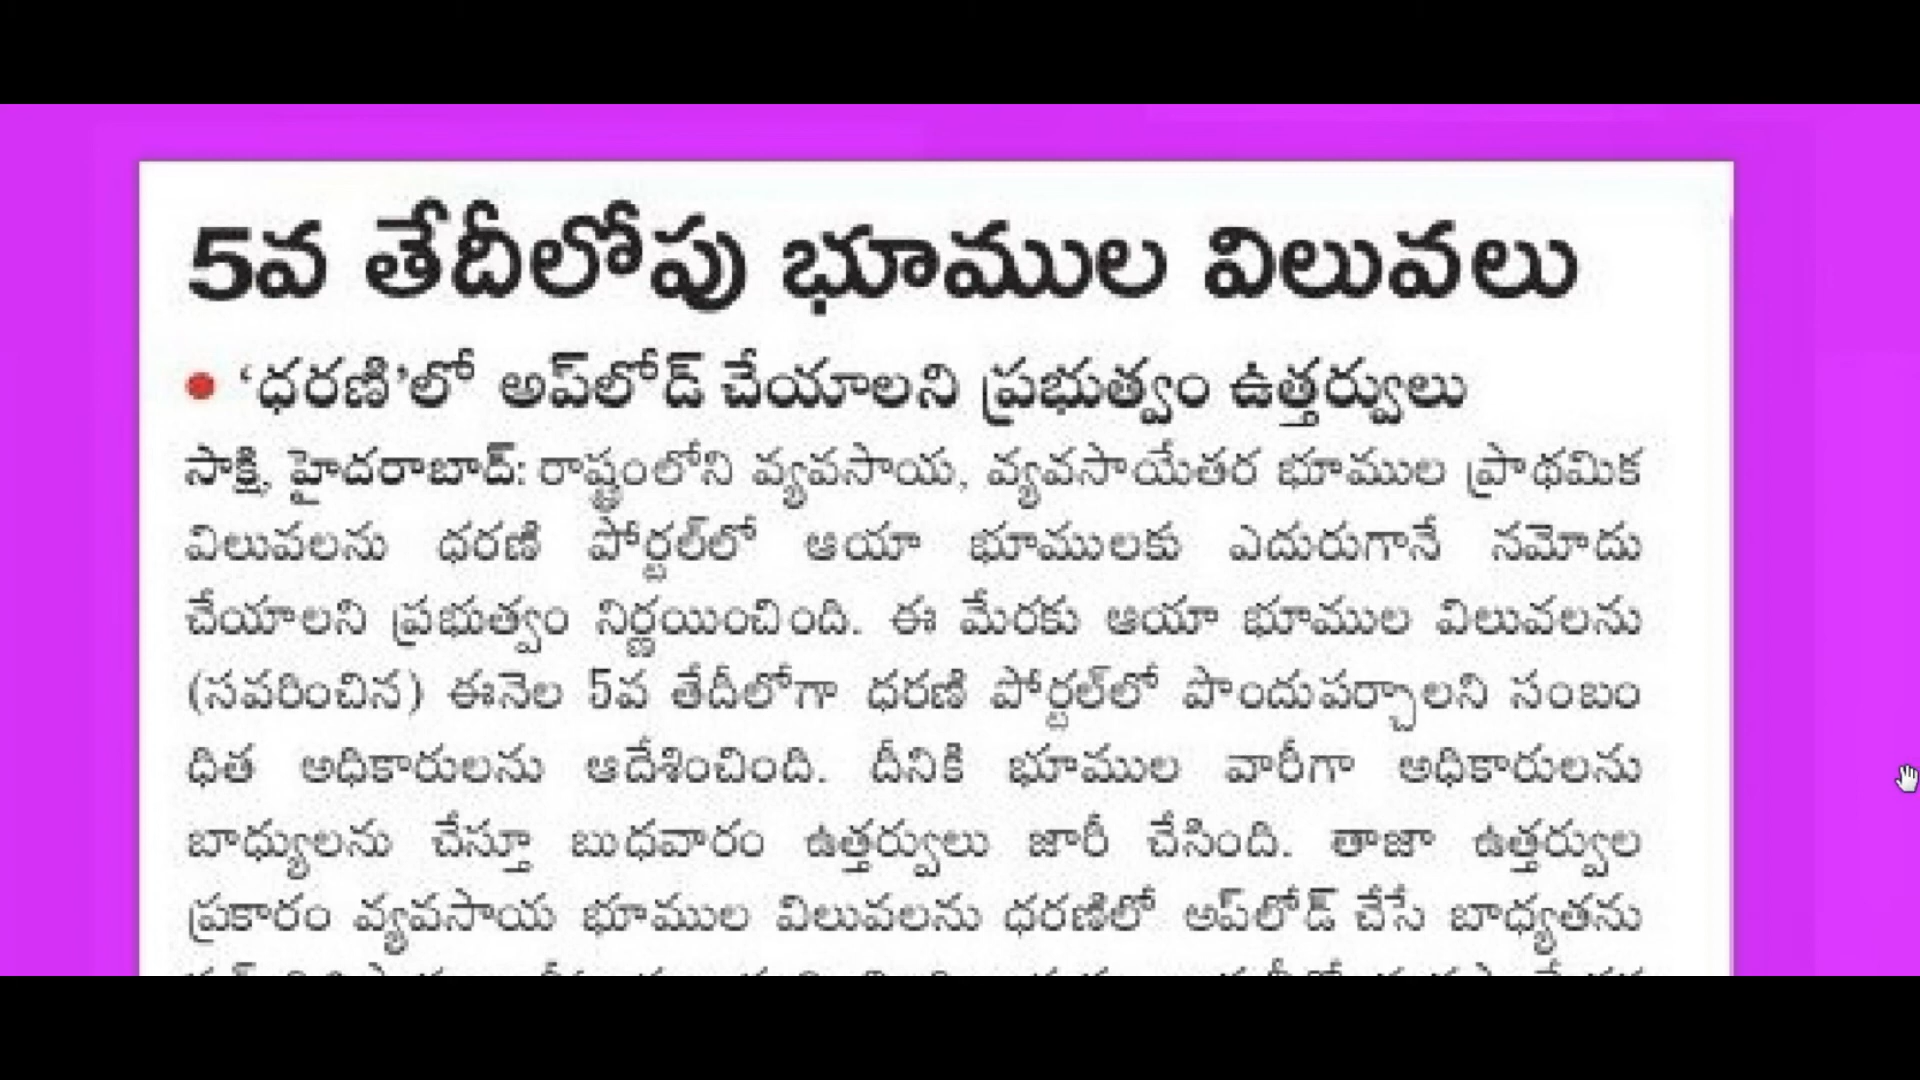 5వ తేదీలోపు భూముల విలువలు
• ‘ధరణి’లో అప్‌లోడ్ చేయాలని ప్రభుత్వం ఉత్తర్వులు
సాక్షి, హైదరాబాద్: రాష్ట్రంలోని వ్యవసాయ, వ్యవసాయేతర భూముల ప్రాథమిక
విలువలను ధరణి పోర్టల్‌లో ఆయా భూములకు ఎదురుగానే నమోదు
చేయాలని ప్రభుత్వం నిర్ణయించింది. ఈ మేరకు ఆయా భూముల విలువలను
(సవరించిన) ఈనెల 5వ తేదీలోగా ధరణి పోర్టల్‌లో పొందుపర్చాలని సంబం
ధిత అధికారులను ఆదేశించింది. దీనికి భూముల వారీగా అధికారులను
బాధ్యులను చేస్తూ బుధవారం ఉత్తర్వులు జారీ చేసింది. తాజా ఉత్తర్వుల
ప్రకారం వ్యవసాయ భూముల విలువలను ధరణిలో అప్‌లోడ్ చేసే బాధ్యతను